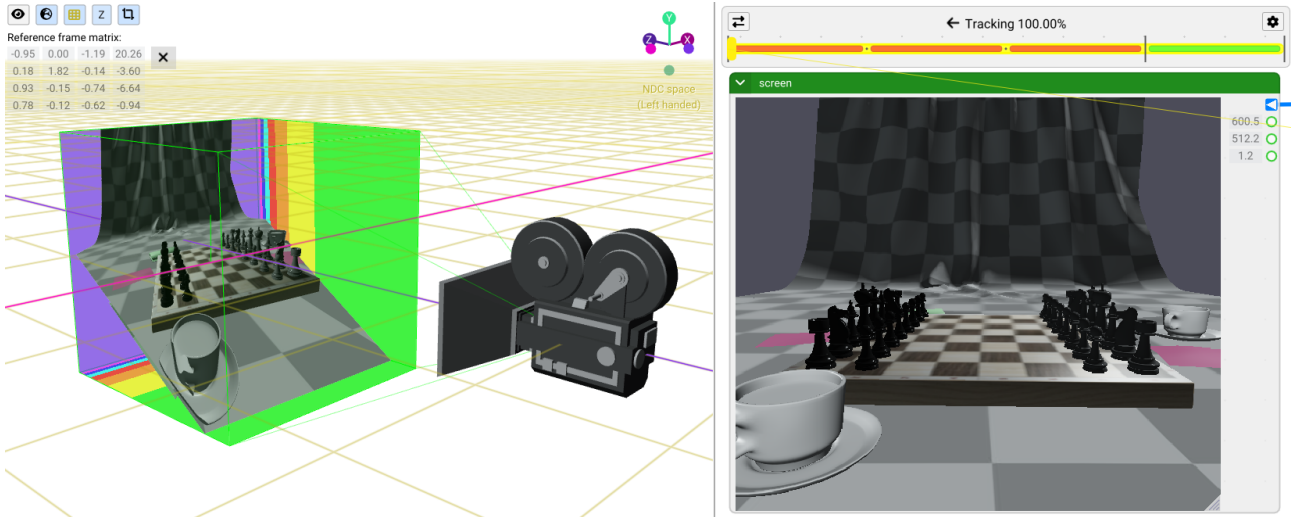 Z
Reference frame matrix:
-0.95 0.00 -1.19 20.26
0.18 1.82 -0.14 -3.60
0.93 -0.15 -0.74 -6.64
0.78 -0.12 -0.62 -0.94
Y
Z X
NDC space
(Left handed)
Tracking 100.00%
screen
600.5
512.2
1.2